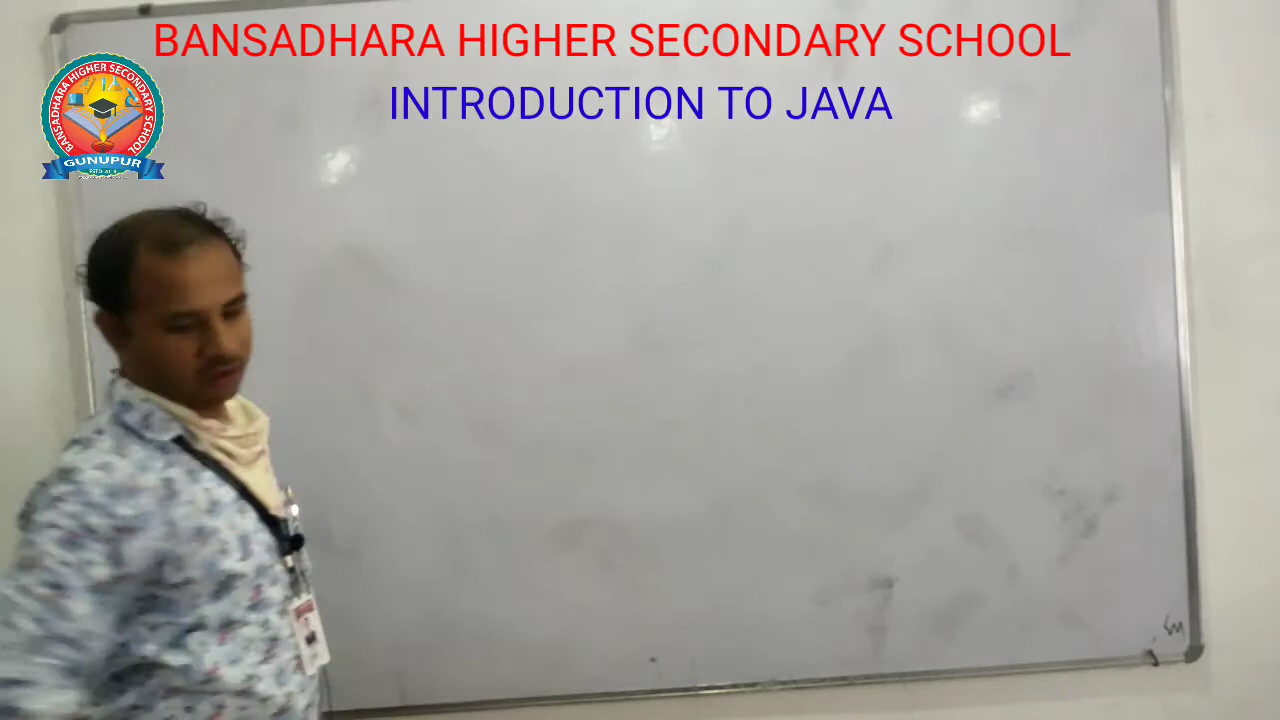 BANSADHARA HIGHER SECONDARY SCHOOL
INTRODUCTION TO JAVA
BANSADHARA HIGHER SECONDARY SCHOOL
GUNUPUR